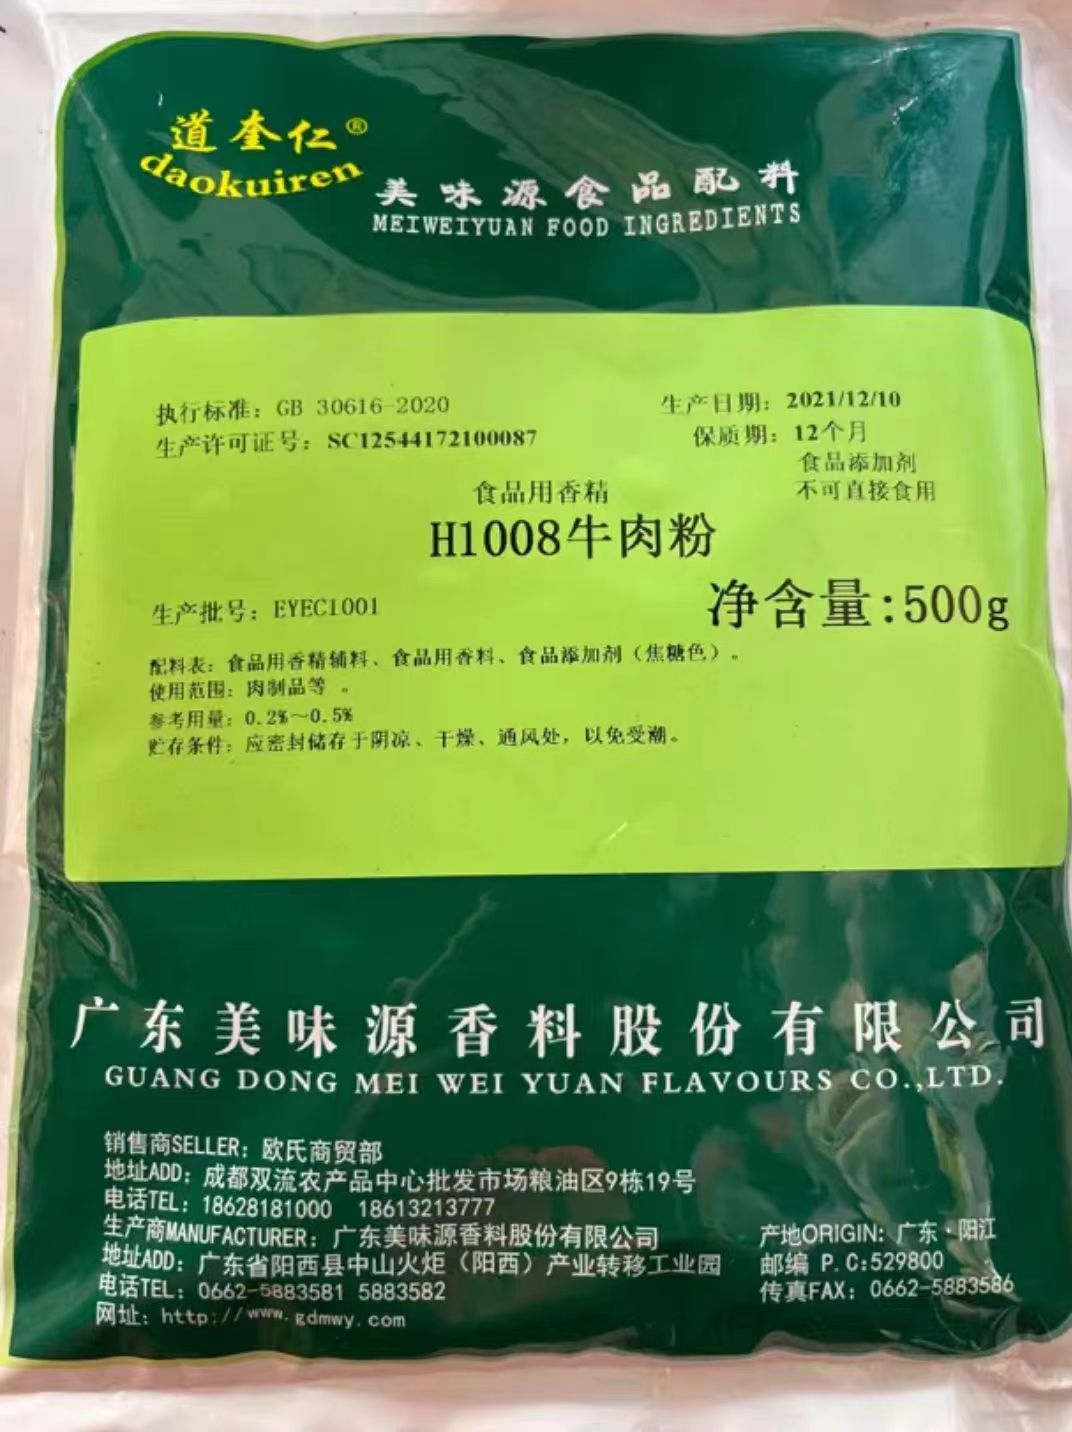 道奎仁®
daokuiren
美味源食品配料
MEIWEIYUAN FOOD INGREDIENTS
执行标准：GB 30616-2020
生产日期：2021/12/10
生产许可证号：SC12544172100087
保质期：12个月
食品添加剂
不可直接食用
食品用香精
H1008牛肉粉
净含量:500g
生产批号：EYECI001
配料表：食品用香精辅料、食品用香料、食品添加剂（焦糖色）。
使用范围：肉制品等 。
参考用量：0.2%～0.5%
贮存条件：应密封储存于阴凉、干燥、通风处，以免受潮。
广东美味源香料股份有限公司
GUANG DONG MEI WEI YUAN FLAVOURS CO.,LTD.
销售商SELLER：欧氏商贸部
地址ADD：成都双流农产品中心批发市场粮油区9栋19号
电话TEL：18628181000 18613213777
生产商MANUFACTURER：广东美味源香料股份有限公司
产地ORIGIN：广东·阳江
地址ADD：广东省阳西县中山火炬（阳西）产业转移工业园
邮编 P.C:529800
电话TEL：0662-5883581 5883582
传真FAX：0662-5883586
网址：http://www.gdmwy.com